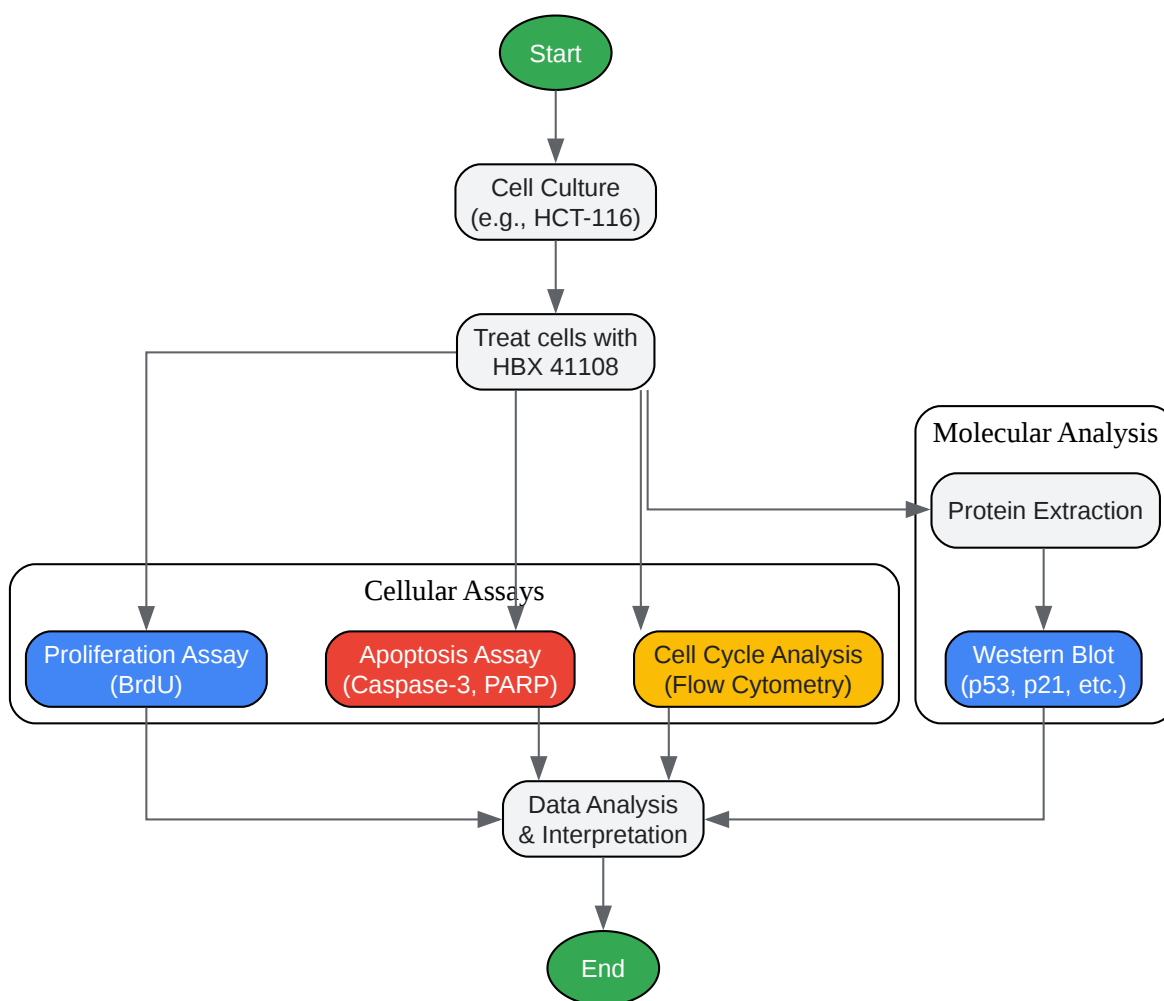 Start
Cell Culture
(e.g., HCT-116)
Treat cells with
HBX 41108
Molecular Analysis
Protein Extraction
Cellular Assays
Proliferation Assay
(BrdU)
Apoptosis Assay
(Caspase-3, PARP)
Cell Cycle Analysis
(Flow Cytometry)
Western Blot
(p53, p21, etc.)
Data Analysis
& Interpretation
End